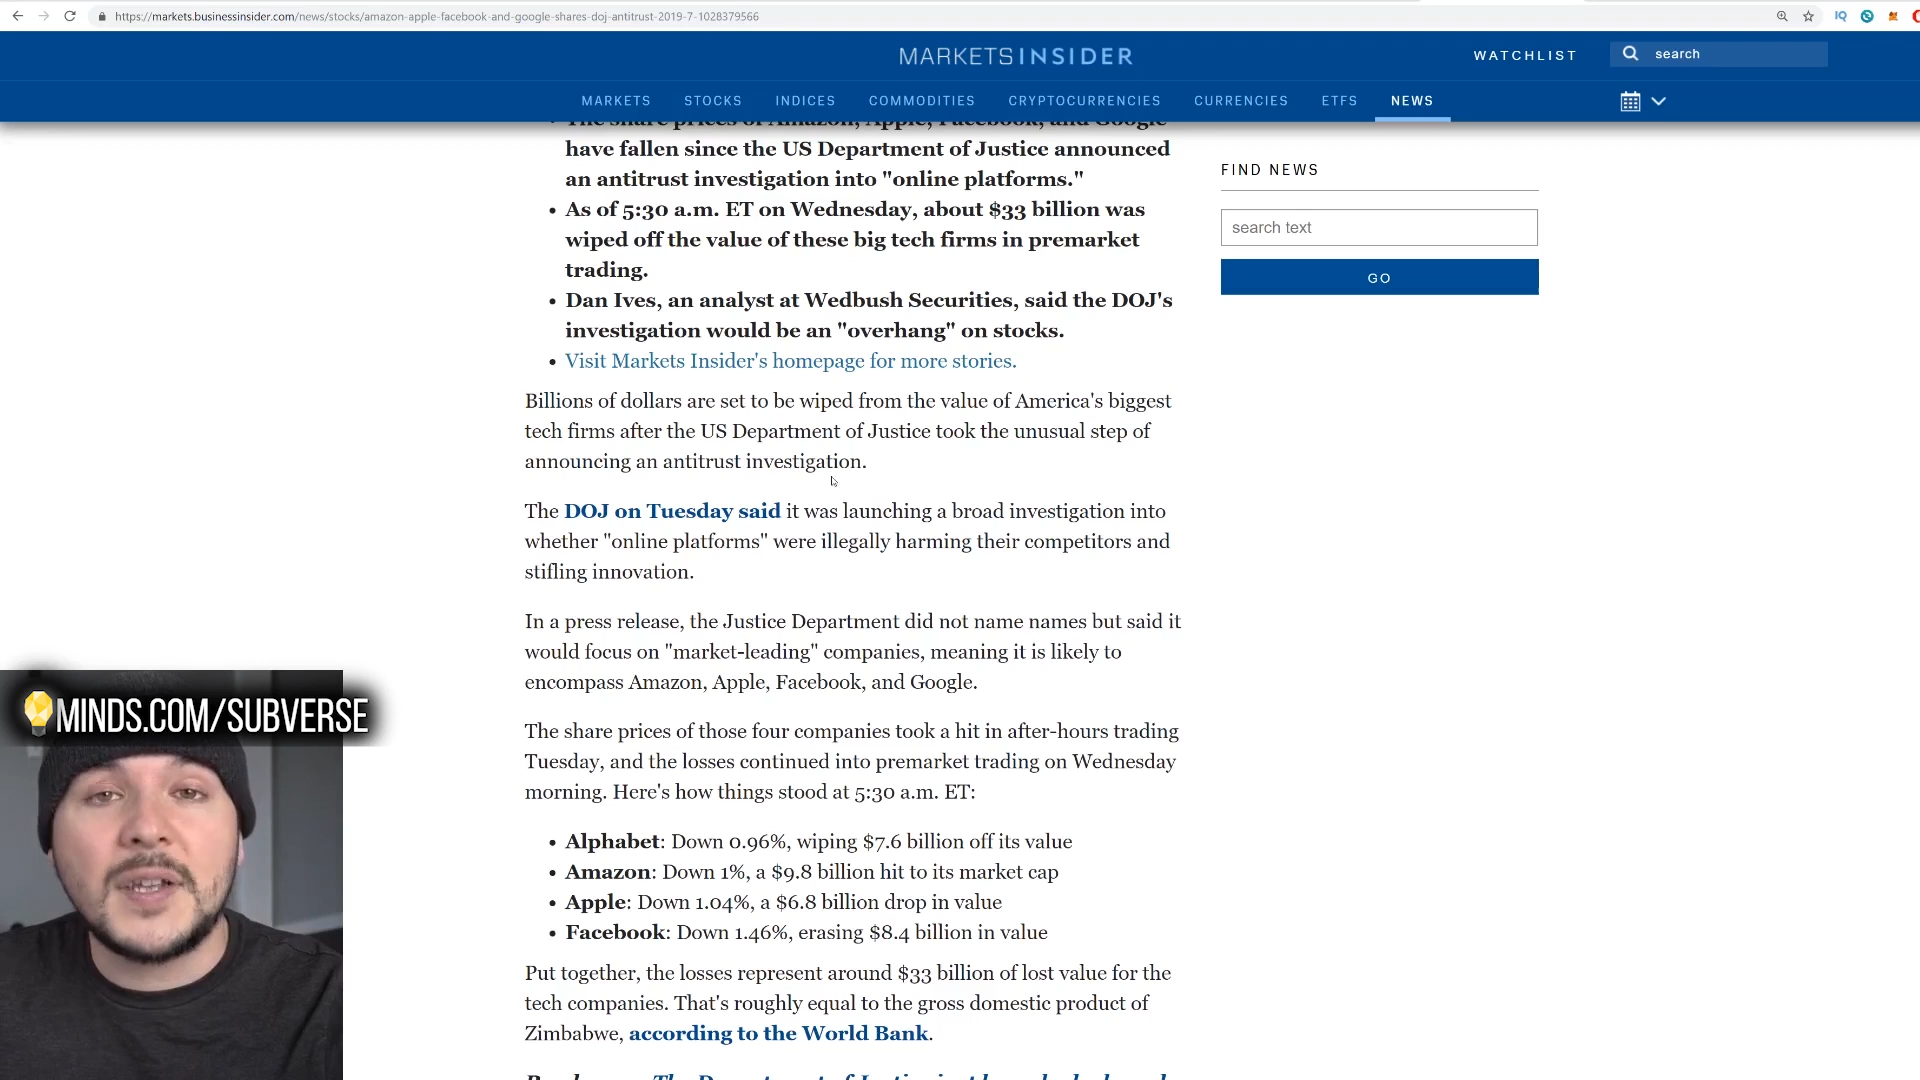 https://markets.businessinsider.com/news/stocks/amazon-apple-facebook-and-google-shares-doj-antitrust-2019-7-1028379566
IQ
MARKETSINSIDER
WATCHLIST
search
MARKETS STOCKS INDICES COMMODITIES CRYPTOCURRENCIES CURRENCIES ETFS NEWS
• The share prices of Amazon, Apple, Facebook, and Google
have fallen since the US Department of Justice announced
an antitrust investigation into "online platforms."
• As of 5:30 a.m. ET on Wednesday, about $33 billion was
wiped off the value of these big tech firms in premarket
trading.
• Dan Ives, an analyst at Wedbush Securities, said the DOJ's
investigation would be an "overhang" on stocks.
• Visit Markets Insider's homepage for more stories.
Billions of dollars are set to be wiped from the value of America's biggest
tech firms after the US Department of Justice took the unusual step of
announcing an antitrust investigation.
The DOJ on Tuesday said it was launching a broad investigation into
whether "online platforms" were illegally harming their competitors and
stifling innovation.
In a press release, the Justice Department did not name names but said it
would focus on "market-leading" companies, meaning it is likely to
encompass Amazon, Apple, Facebook, and Google.
The share prices of those four companies took a hit in after-hours trading
Tuesday, and the losses continued into premarket trading on Wednesday
morning. Here's how things stood at 5:30 a.m. ET:
• Alphabet: Down 0.96%, wiping $7.6 billion off its value
• Amazon: Down 1%, a $9.8 billion hit to its market cap
• Apple: Down 1.04%, a $6.8 billion drop in value
• Facebook: Down 1.46%, erasing $8.4 billion in value
Put together, the losses represent around $33 billion of lost value for the
tech companies. That's roughly equal to the gross domestic product of
Zimbabwe, according to the World Bank.
FIND NEWS
search text
GO
MINDS.COM/SUBVERSE